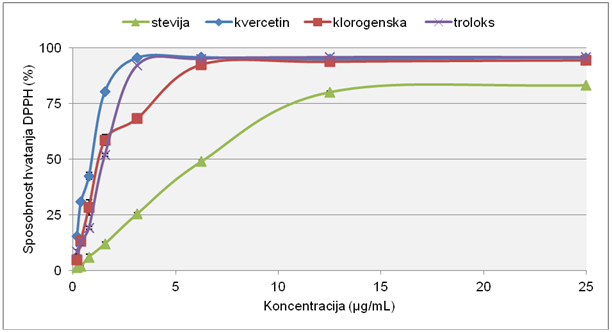 stevija kvercetin klorogenska troloks
Sposobnost hvatanja DPPH (%)
100
75
50
25
0
0 5 10 15 20 25
Koncentracija (µg/mL)